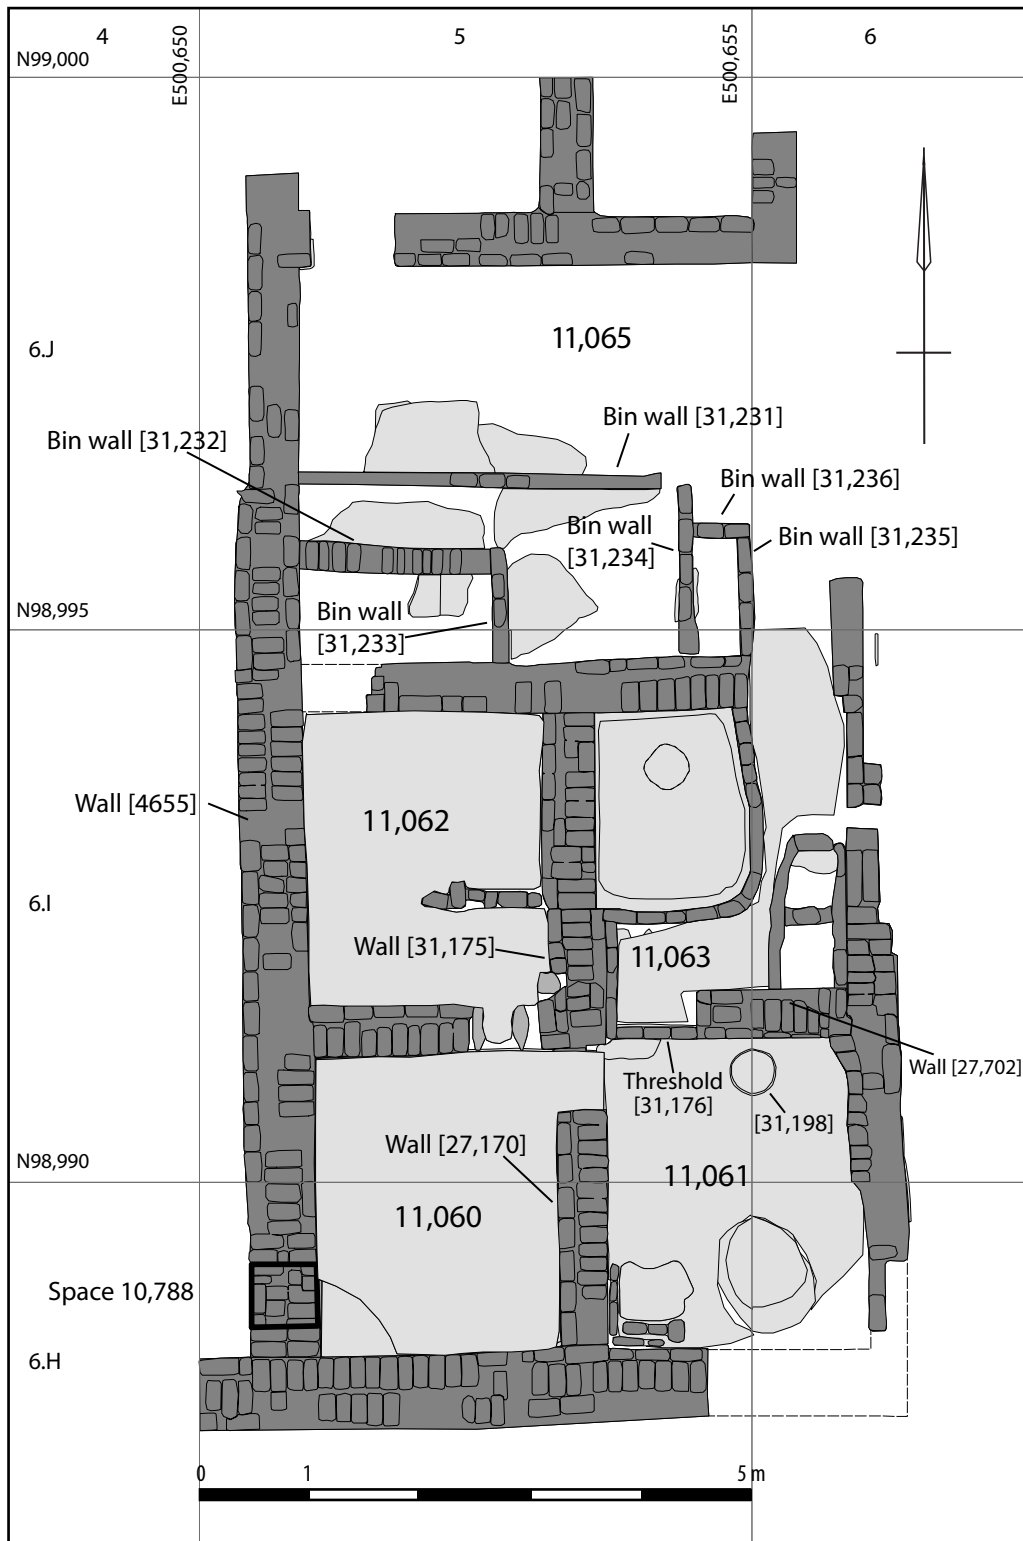 4
5
6
N99,000
E500,650
E500,655
11,065
6.J
Bin wall [31,231]
Bin wall [31,232]
Bin wall [31,236]
Bin wall
[31,234]
Bin wall [31,235]
N98,995
Bin wall
[31,233]
Wall [4655]
11,062
6.I
Wall [31,175]
11,063
Wall [27,702]
Threshold
[31,176]
[31,198]
Wall [27,170]
N98,990
11,061
11,060
Space 10,788
6.H
0
1
5 m